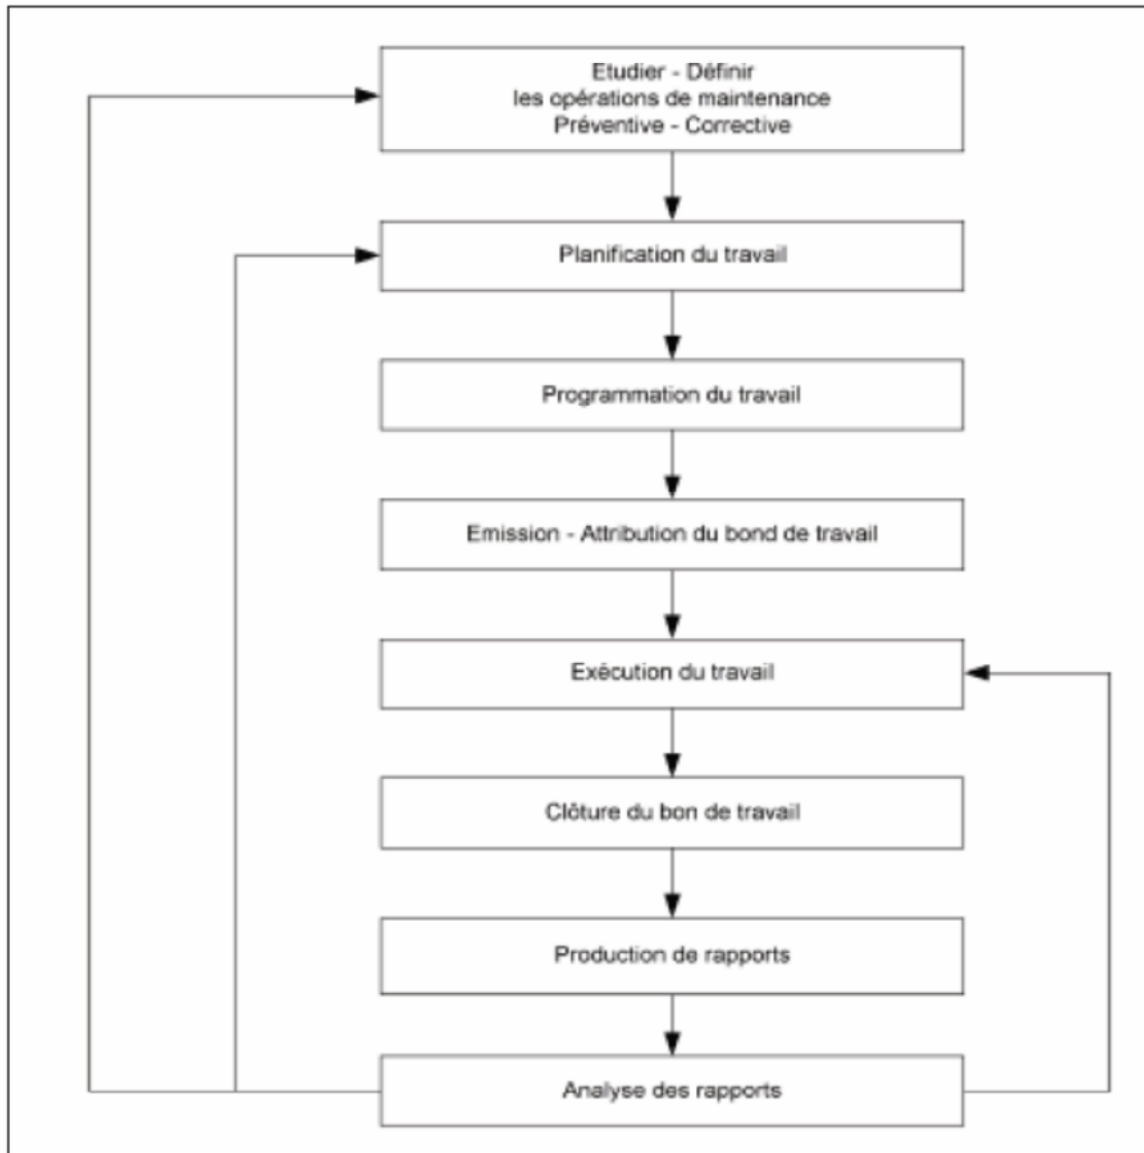 Etudier - Définir
les opérations de maintenance
Préventive - Corrective
Planification du travail
Programmation du travail
Emission - Attribution du bond de travail
Exécution du travail
Clôture du bon de travail
Production de rapports
Analyse des rapports